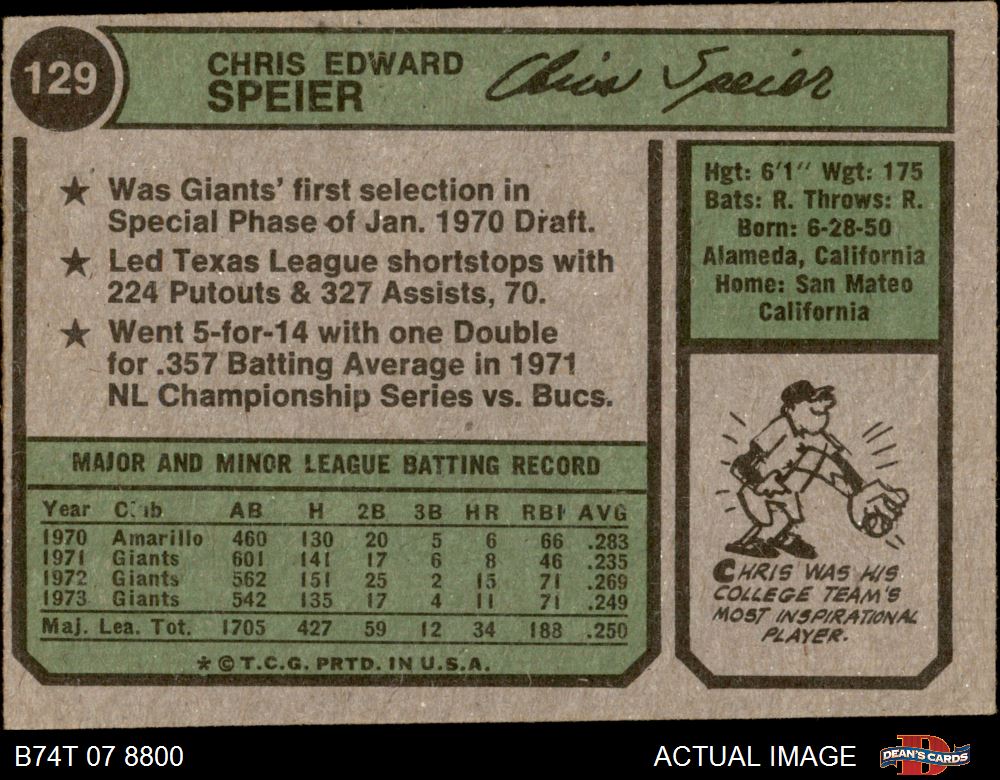 129
CHRIS EDWARD
SPEIER
Chris Speier
★ Was Giants' first selection in
Special Phase of Jan. 1970 Draft.
★ Led Texas League shortstops with
224 Putouts & 327 Assists, 70.
★ Went 5-for-14 with one Double
for .357 Batting Average in 1971
NL Championship Series vs. Bucs.
Hgt: 6'1'' Wgt: 175
Bats: R. Throws: R.
Born: 6-28-50
Alameda, California
Home: San Mateo
California
MAJOR AND MINOR LEAGUE BATTING RECORD
Year Club AB H 2B 3B HR RBI AVG
1970 Amarillo 460 130 20 5 6 66 .283
1971 Giants 601 141 17 6 8 46 .235
1972 Giants 562 151 25 2 15 71 .269
1973 Giants 542 135 17 4 11 71 .249
Maj. Lea. Tot. 1705 427 59 12 34 188 .250
* © T.C.G. PRTD. IN U.S.A.
CHRIS WAS HIS
COLLEGE TEAM'S
MOST INSPIRATIONAL
PLAYER.
B74T 07 8800
ACTUAL IMAGE
DEAN'S CARDS